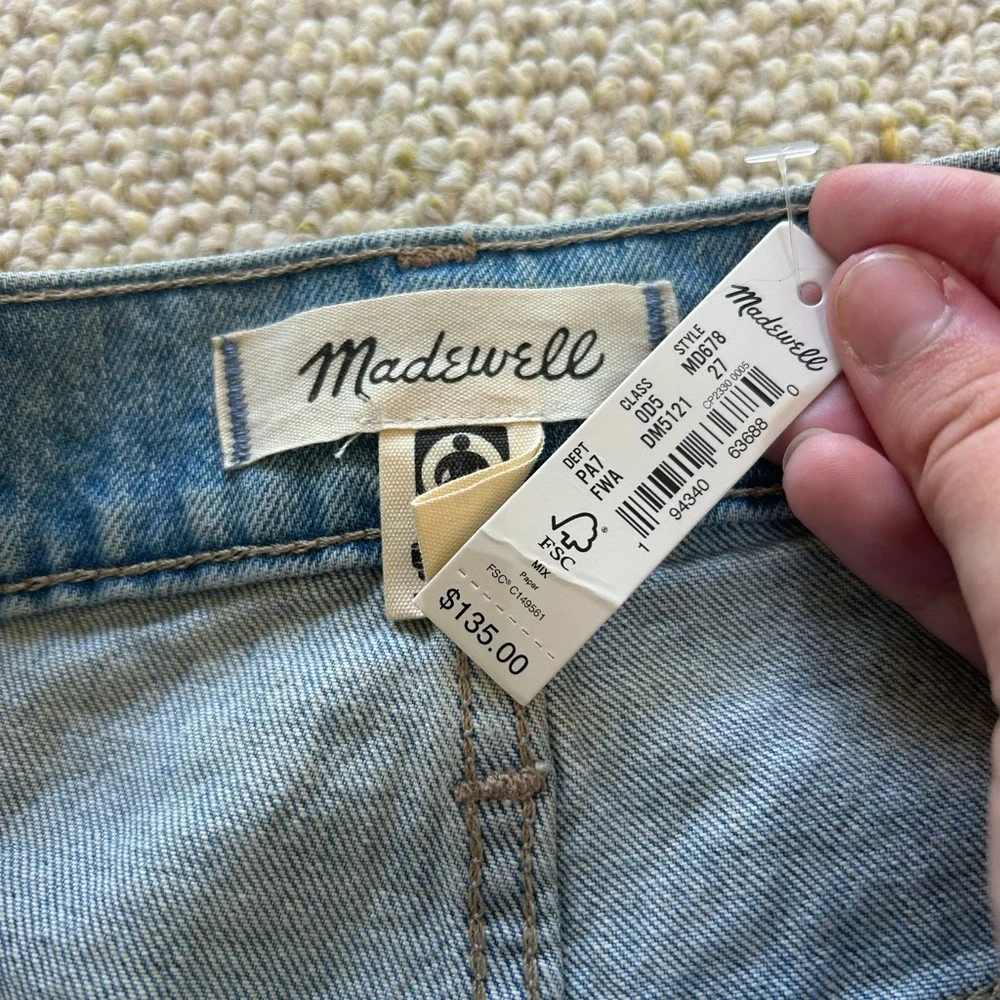 Madewell
Madewell
STYLE
MD678
27
CLASS
0D5
DM5121
CP2330 0005
DEPT
PA7
FWA
1 94340 63688 0
FSC
®
MIX
Paper
FSC® C149561
$135.00